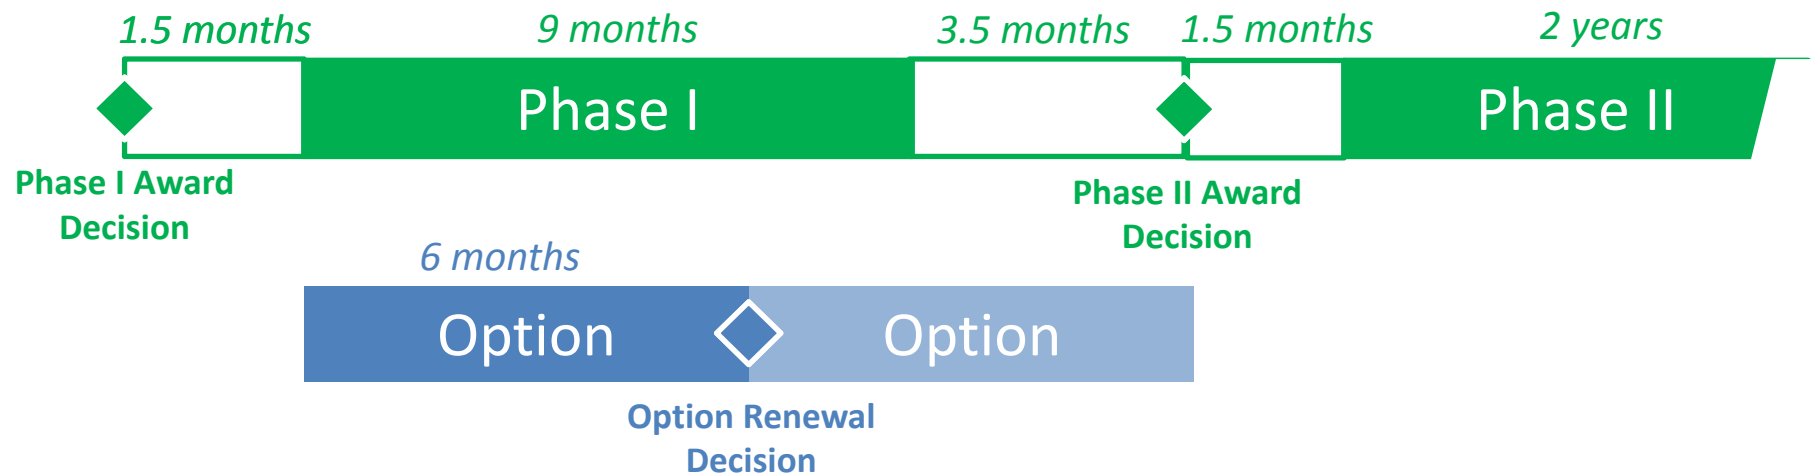 1.5 months
9 months
3.5 months
1.5 months
2 years
Phase I
Phase II
Phase I Award
Decision
Phase II Award
Decision
6 months
Option
Option
Option Renewal
Decision